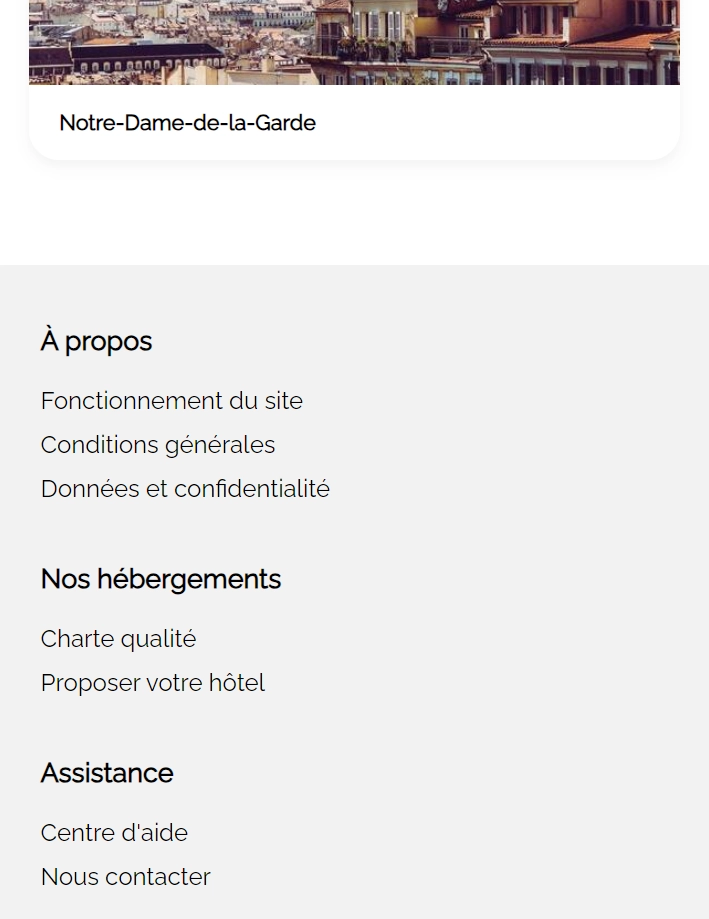 Notre-Dame-de-la-Garde
À propos
Fonctionnement du site
Conditions générales
Données et confidentialité
Nos hébergements
Charte qualité
Proposer votre hôtel
Assistance
Centre d'aide
Nous contacter